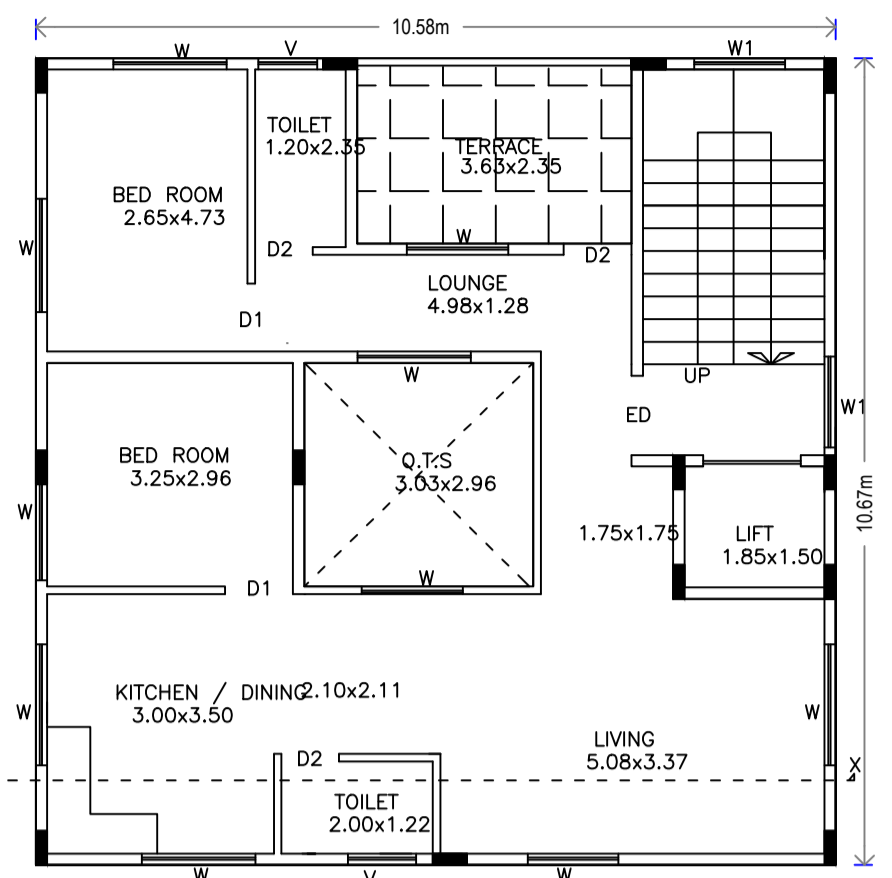 10.58m
W
V
W1
TOILET
1.20x2.35
TERRACE
3.63x2.35
BED ROOM
2.65x4.73
W
D2
W
D2
LOUNGE
4.98x1.28
D1
W
UP
ED
W1
BED ROOM
3.25x2.96
Q.T.S
3.03x2.96
10.67m
W
1.75x1.75
LIFT
1.85x1.50
D1
W
KITCHEN / DINING
3.00x3.50
2.10x2.11
W
W
LIVING
5.08x3.37
D2
X
TOILET
2.00x1.22
W
V
W